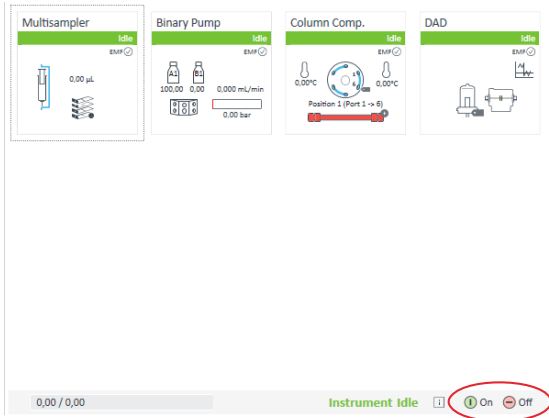 Multisampler
Idle
EMF
0,00 µL
Binary Pump
Idle
EMF
A1 B1
100,00 0,00 0,000 mL/min
0,00 bar
Column Comp.
Idle
EMF
0,00°C 1 6 0,00°C
Position 1 (Port 1 -> 6)
DAD
Idle
EMF
0,00 / 0,00 Instrument Idle i On Off